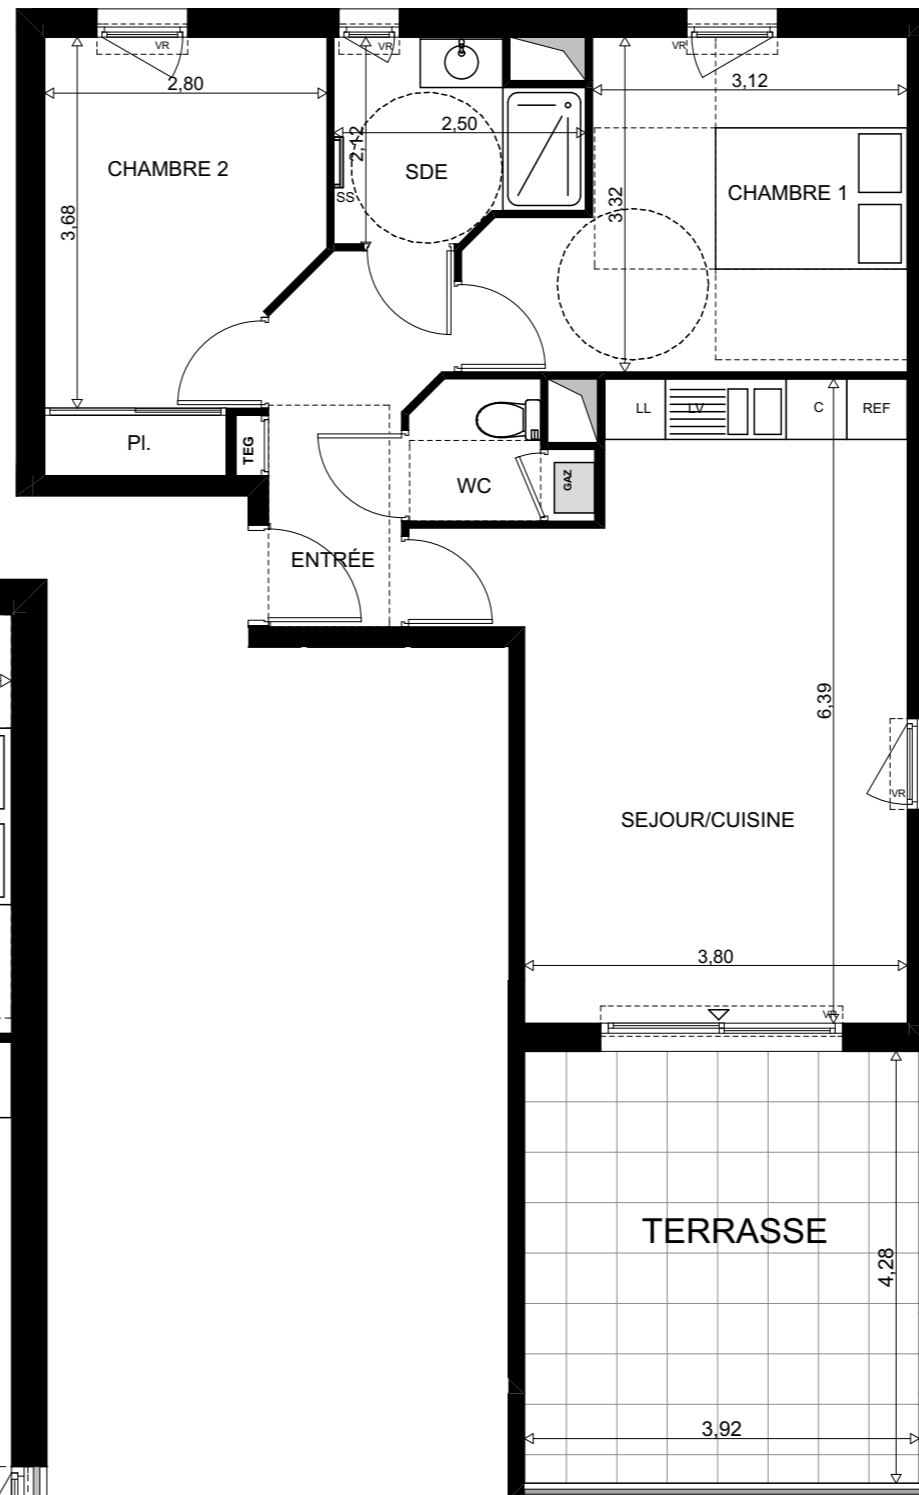 VR
VR
VR
2,80
3,12
2,12
2,50
CHAMBRE 2
SDE
CHAMBRE 1
SS
3,68
3,32
LL
LV
C
REF
Pl.
TEG
WC
GAZ
ENTRÉE
6,39
VR
SEJOUR/CUISINE
3,80
VR
TERRASSE
4,28
3,92